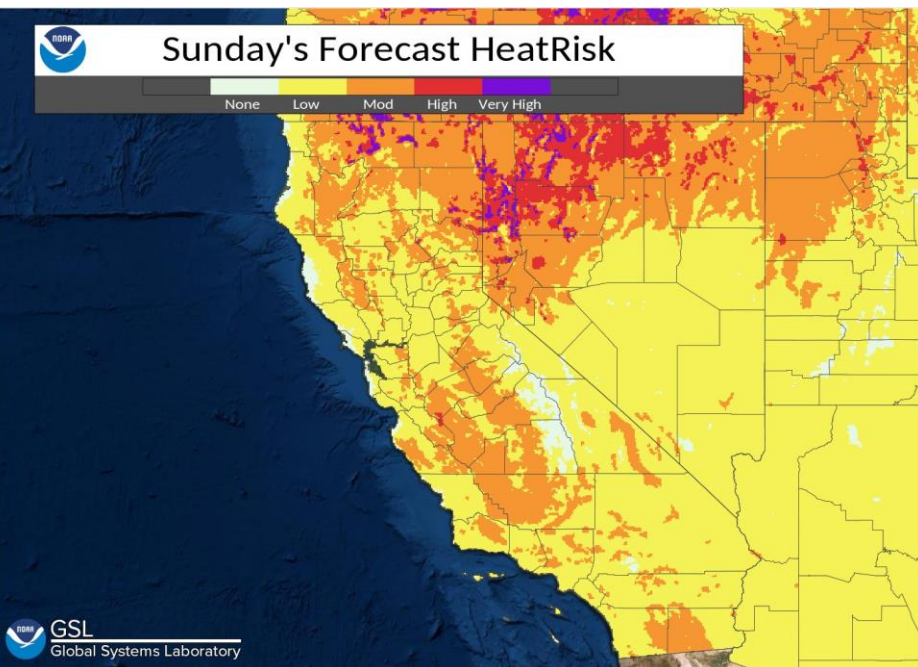 NOAA
Sunday's Forecast HeatRisk
None Low Mod High Very High
NOAA
GSL
Global Systems Laboratory